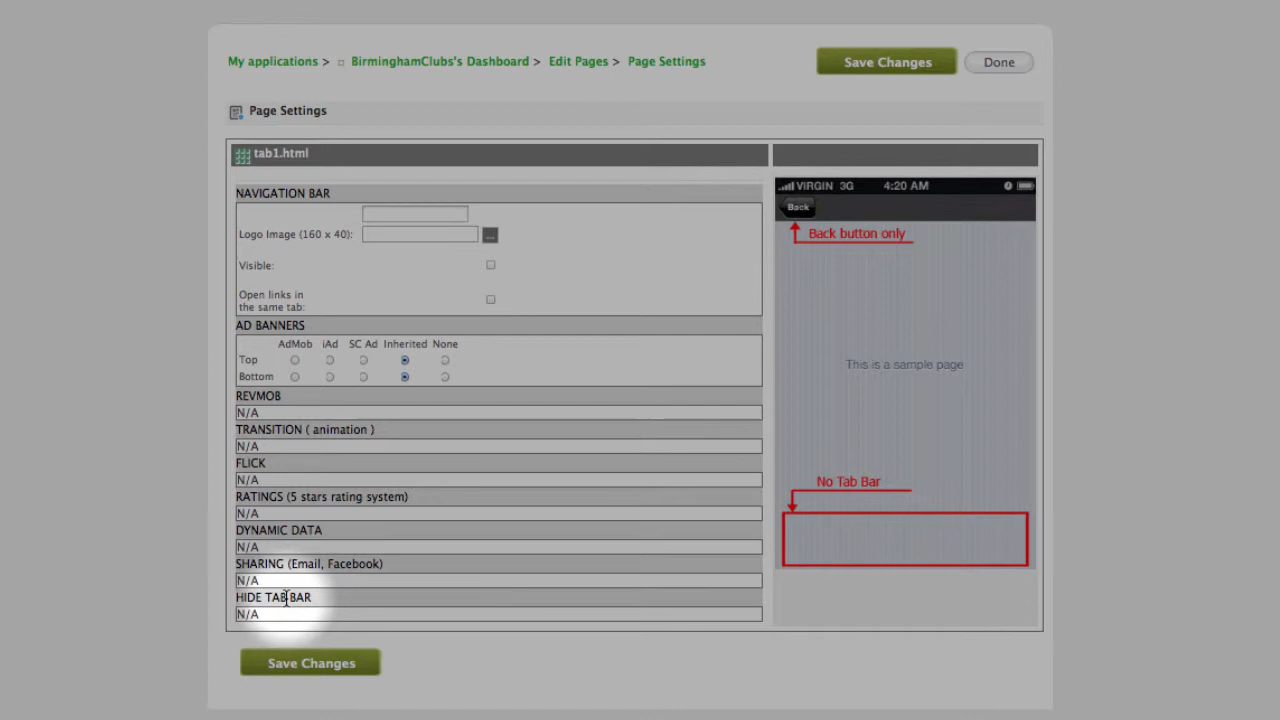 My applications > BirminghamClubs's Dashboard > Edit Pages > Page Settings
Save Changes
Done
Page Settings
tab1.html
NAVIGATION BAR
Logo Image (160 x 40):
...
Visible:
Open links in
the same tab:
AD BANNERS
AdMob iAd SC Ad Inherited None
Top
Bottom
REVMOB
N/A
TRANSITION ( animation )
N/A
FLICK
N/A
RATINGS (5 stars rating system)
N/A
DYNAMIC DATA
N/A
SHARING (Email, Facebook)
N/A
HIDE TAB BAR
N/A
Save Changes
VIRGIN 3G 4:20 AM
Back
Back button only
This is a sample page
No Tab Bar